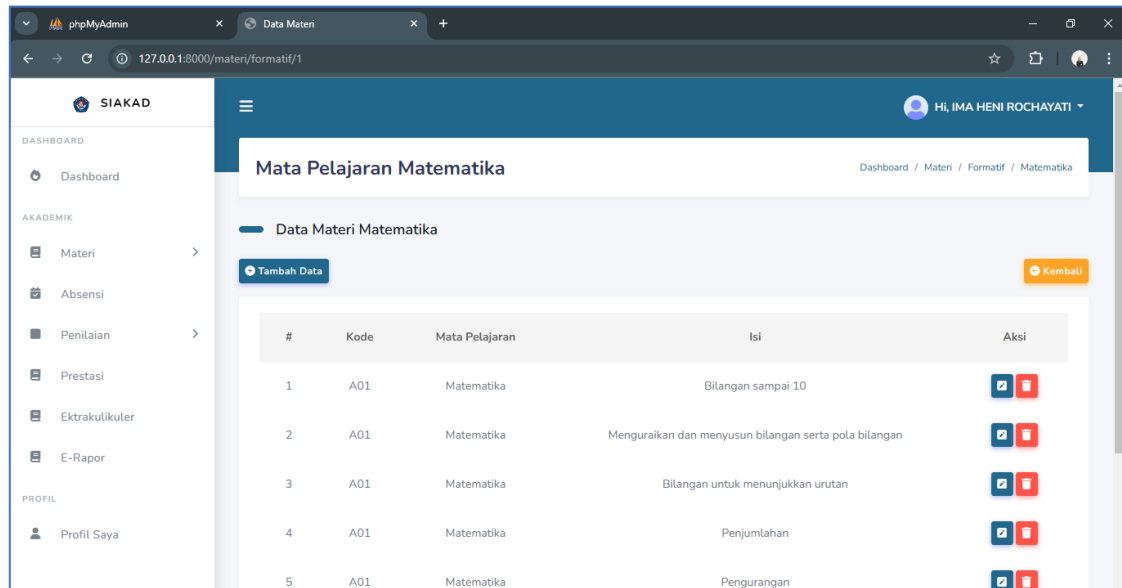 phpMyAdmin
Data Materi
127.0.0.1:8000/materi/formatif/1
SIAKAD
Hi, IMA HENI ROCHAYATI
DASHBOARD
Dashboard
AKADEMIK
Materi
Absensi
Penilaian
Prestasi
Ektrakulikuler
E-Rapor
PROFIL
Profil Saya
Mata Pelajaran Matematika
Dashboard / Materi / Formatif / Matematika
Data Materi Matematika
Tambah Data
Kembali
# Kode Mata Pelajaran Isi Aksi
1 A01 Matematika Bilangan sampai 10
2 A01 Matematika Menguraikan dan menyusun bilangan serta pola bilangan
3 A01 Matematika Bilangan untuk menunjukkan urutan
4 A01 Matematika Penjumlahan
5 A01 Matematika Pengurangan